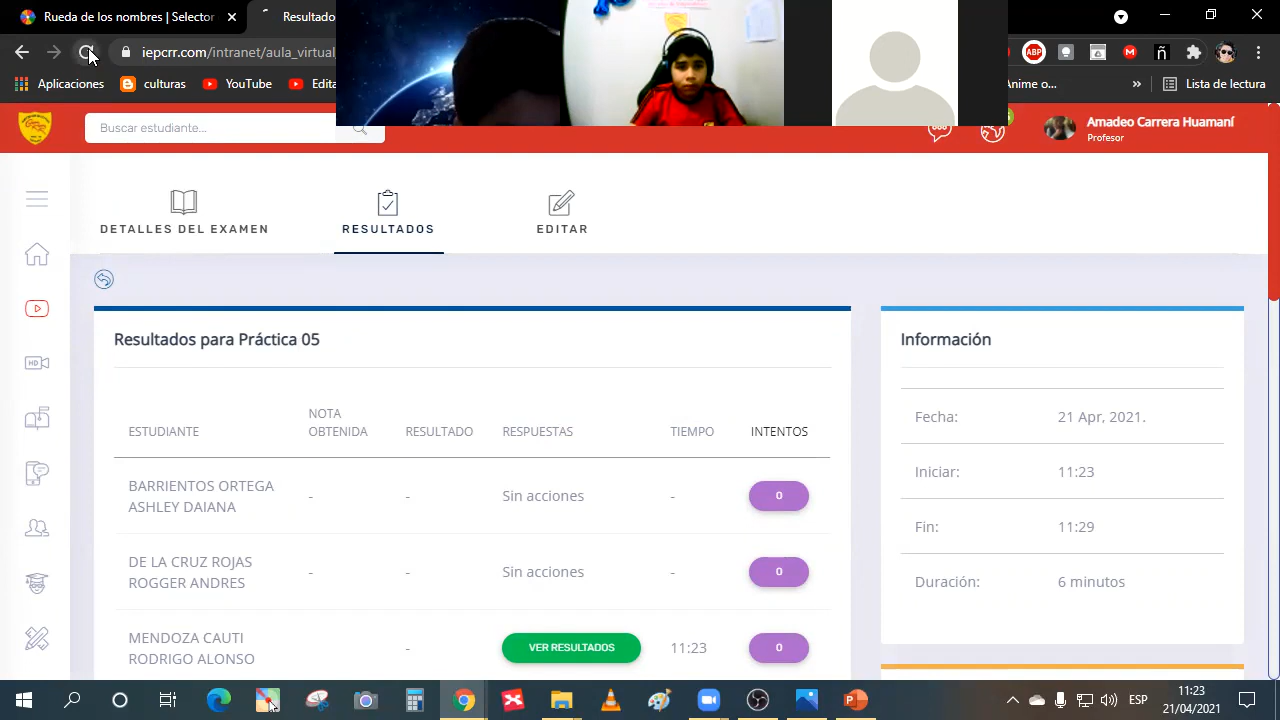 Rueda de los nombres | Selector
Resultad
iepcrr.com/intranet/aula_virtual
ABP
M
ñ
Aplicaciones
culturas
YouTube
YouTub
Anime o...
»
Lista de lectura
Buscar estudiante...
Amadeo Carrera Huamaní
Profesor
DETALLES DEL EXAMEN
RESULTADOS
EDITAR
Resultados para Práctica 05
ESTUDIANTE
NOTA OBTENIDA
RESULTADO
RESPUESTAS
TIEMPO
INTENTOS
BARRIENTOS ORTEGA
ASHLEY DAIANA
-
-
Sin acciones
-
0
DE LA CRUZ ROJAS
ROGGER ANDRES
-
-
Sin acciones
-
0
MENDOZA CAUTI
RODRIGO ALONSO
-
VER RESULTADOS
11:23
0
Información
Fecha: 21 Apr, 2021.
Iniciar: 11:23
Fin: 11:29
Duración: 6 minutos
HD
ESP
11:23
21/04/2021